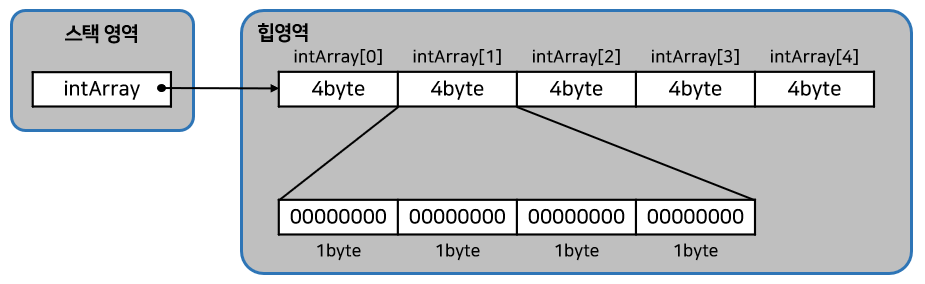 스택 영역
intArray
힙영역
intArray[0] intArray[1] intArray[2] intArray[3] intArray[4]
4byte 4byte 4byte 4byte 4byte
00000000 00000000 00000000 00000000
1byte 1byte 1byte 1byte